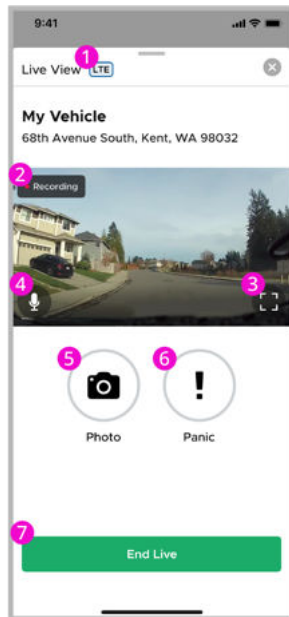 9:41
1
Live View LTE
My Vehicle
68th Avenue South, Kent, WA 98032
2
Recording
4
3
5
6
Photo Panic
7
End Live